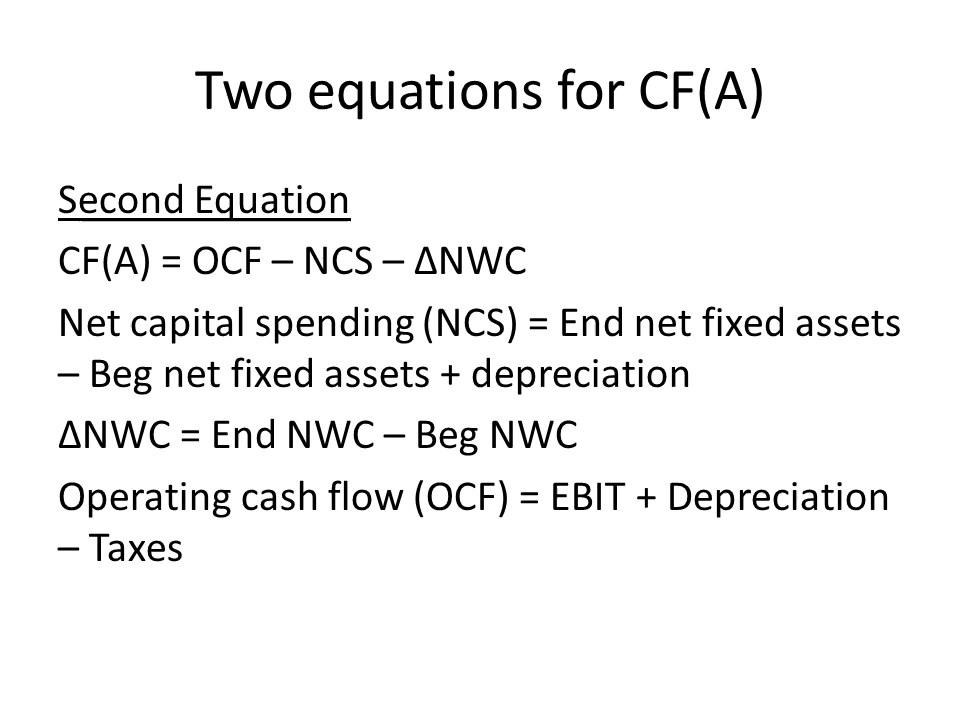 Two equations for CF(A)
Second Equation
CF(A) = OCF – NCS – ΔNWC
Net capital spending (NCS) = End net fixed assets
– Beg net fixed assets + depreciation
ΔNWC = End NWC – Beg NWC
Operating cash flow (OCF) = EBIT + Depreciation
– Taxes